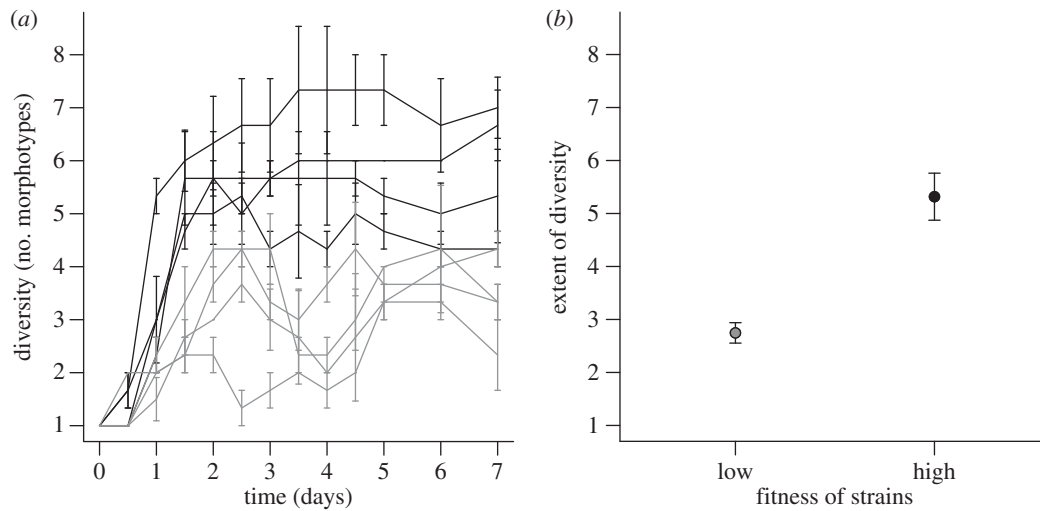 (a)
diversity (no. morphotypes)
8
7
6
5
4
3
2
1
0 1 2 3 4 5 6 7
time (days)
(b)
extent of diversity
8
7
6
5
4
3
2
1
low high
fitness of strains